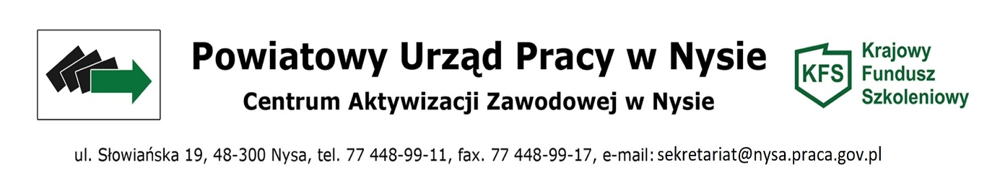 Powiatowy Urząd Pracy w Nysie
Centrum Aktywizacji Zawodowej w Nysie
KFS
Krajowy
Fundusz
Szkoleniowy
ul. Słowiańska 19, 48-300 Nysa, tel. 77 448-99-11, fax. 77 448-99-17, e-mail: sekretariat@nysa.praca.gov.pl